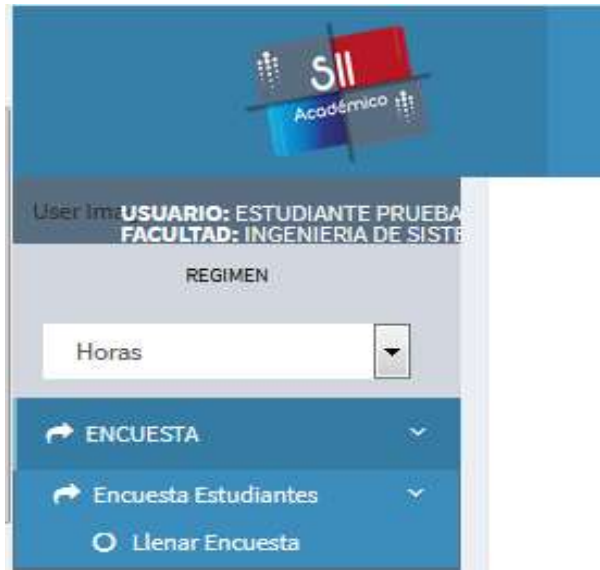 SII
Académico
User Ima
USUARIO: ESTUDIANTE PRUEBA
FACULTAD: INGENIERIA DE SISTE
REGIMEN
Horas
ENCUESTA
Encuesta Estudiantes
Llenar Encuesta